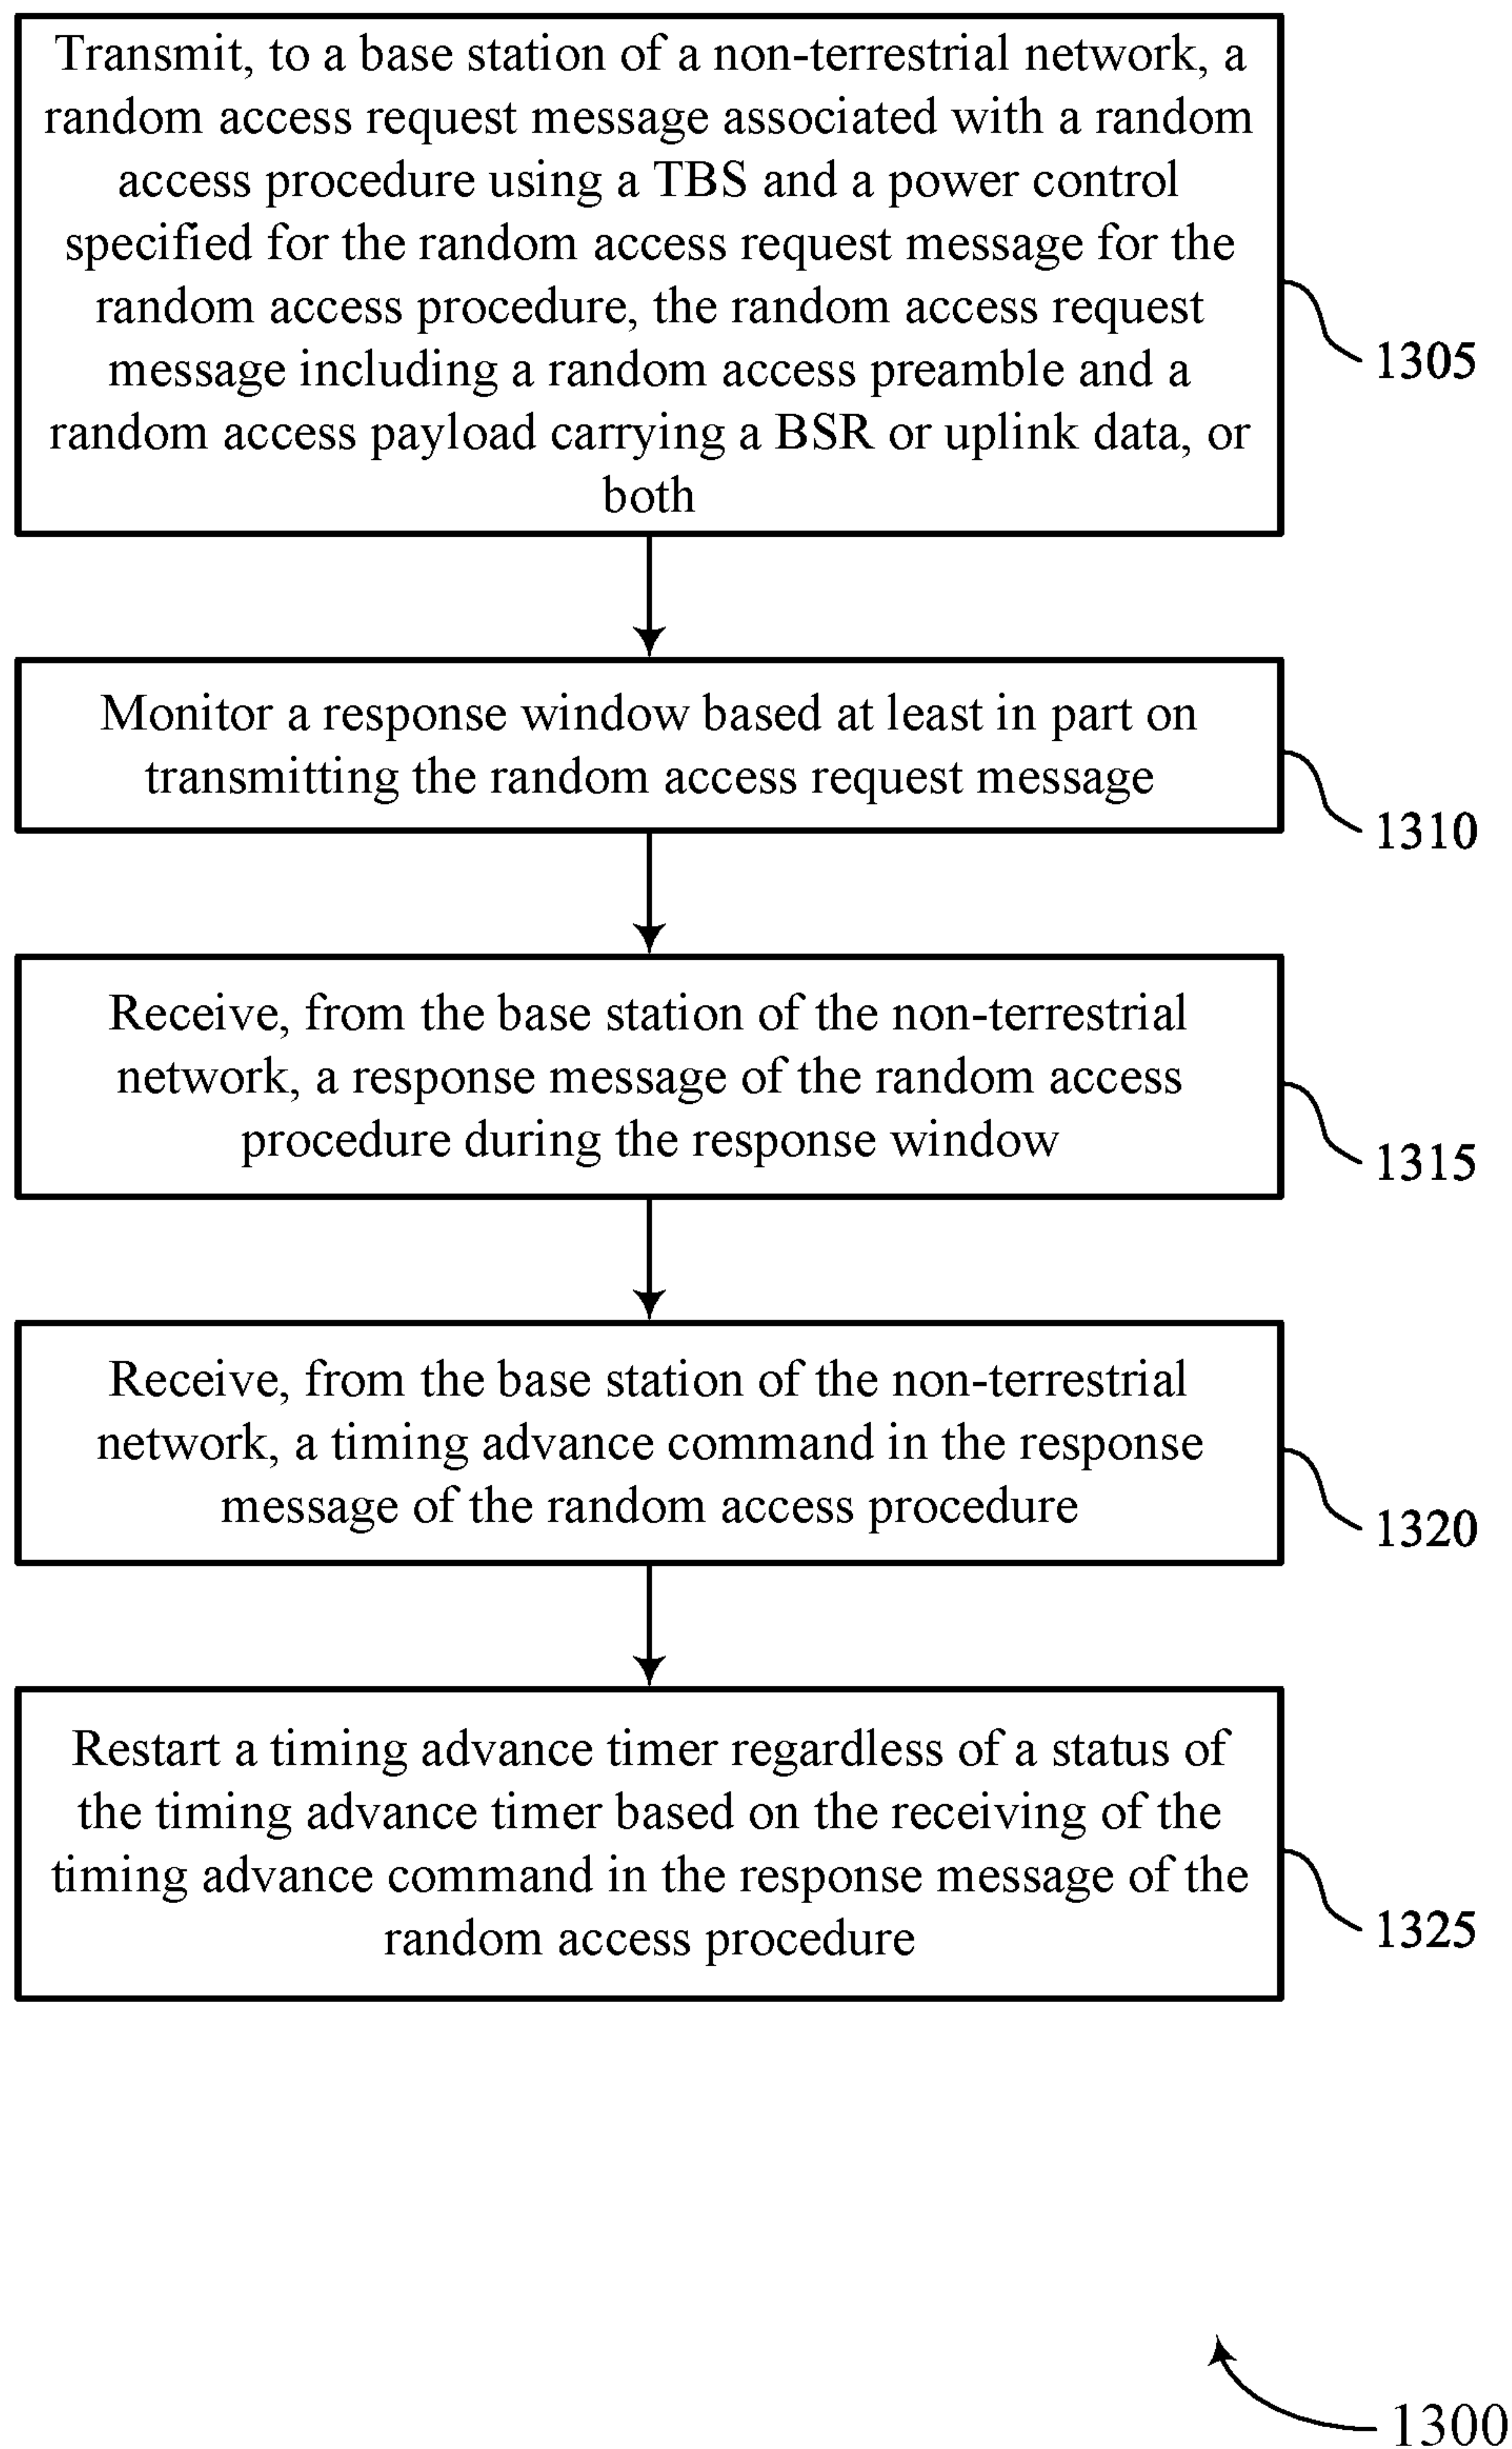 Transmit, to a base station of a non-terrestrial network, a
random access request message associated with a random
access procedure using a TBS and a power control
specified for the random access request message for the
random access procedure, the random access request
message including a random access preamble and a
random access payload carrying a BSR or uplink data, or
both
1305
Monitor a response window based at least in part on
transmitting the random access request message
1310
Receive, from the base station of the non-terrestrial
network, a response message of the random access
procedure during the response window
1315
Receive, from the base station of the non-terrestrial
network, a timing advance command in the response
message of the random access procedure
1320
Restart a timing advance timer regardless of a status of
the timing advance timer based on the receiving of the
timing advance command in the response message of the
random access procedure
1325
1300